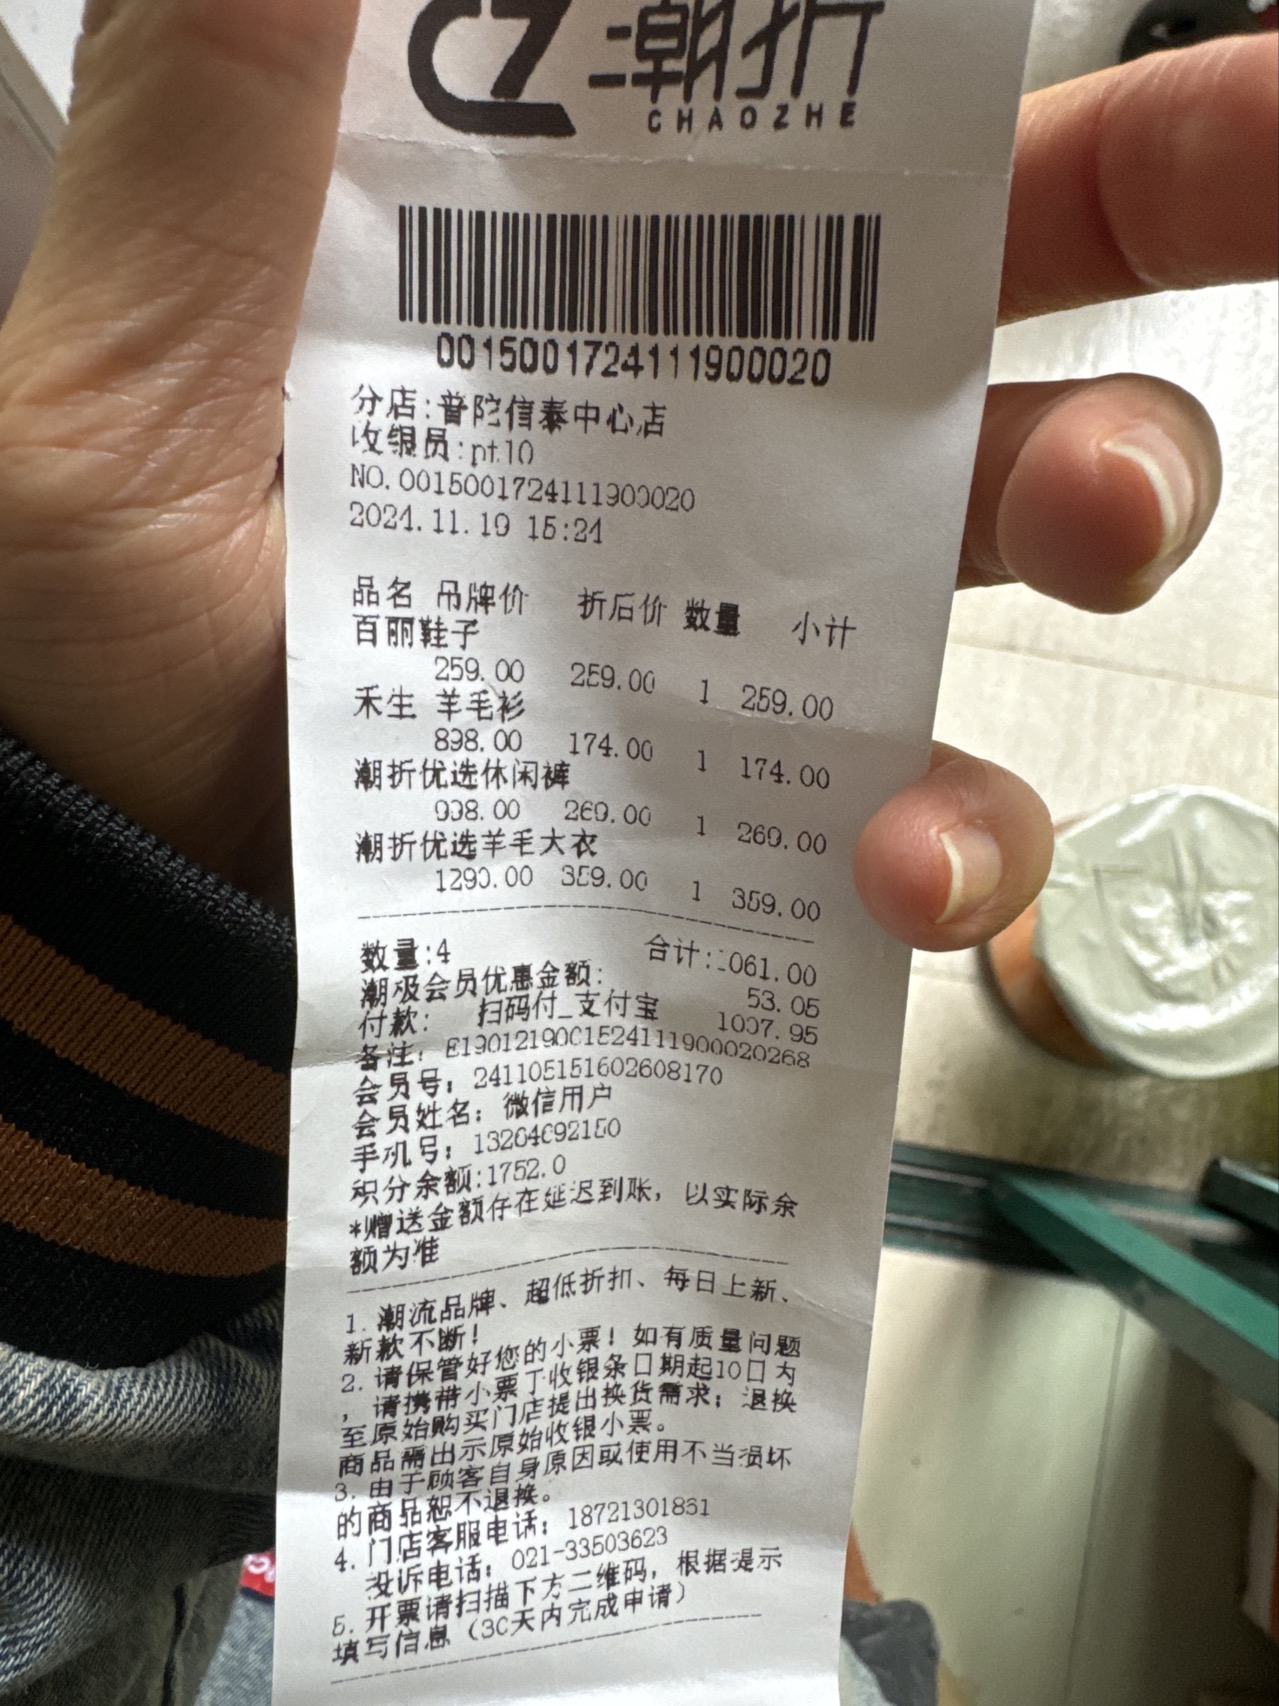 CZ 潮折
CHAOZHE
0015001724111900020
分店:普陀信泰中心店
收银员:pt10
NO.0015001724111900020
2024.11.19 15:24
品名 吊牌价 折后价 数量 小计
百丽鞋子
259.00 259.00 1 259.00
禾生 羊毛衫
898.00 174.00 1 174.00
潮折优选休闲裤
998.00 269.00 1 269.00
潮折优选羊毛大衣
1290.00 359.00 1 359.00
数量:4 合计:1061.00
潮极会员优惠金额: 53.05
付款: 扫码付_支付宝 1007.95
备注: E1901219001524111900020268
会员号: 241105151602608170
会员姓名: 微信用户
手机号:
积分余额:1752.0
*赠送金额存在延迟到账，以实际余
额为准
1. 潮流品牌、超低折扣、每日上新、
新款不断！
2. 请保管好您的小票！如有质量问题
，请携带小票于收银条日期起10日内
至原始购买门店提出换货需求；退换
商品需出示原始收银小票。
3. 由于顾客自身原因或使用不当损坏
的商品恕不退换。
4. 门店客服电话: 18721301861
投诉电话: 021-33503623
5. 开票请扫描下方二维码，根据提示
填写信息（30天内完成申请）